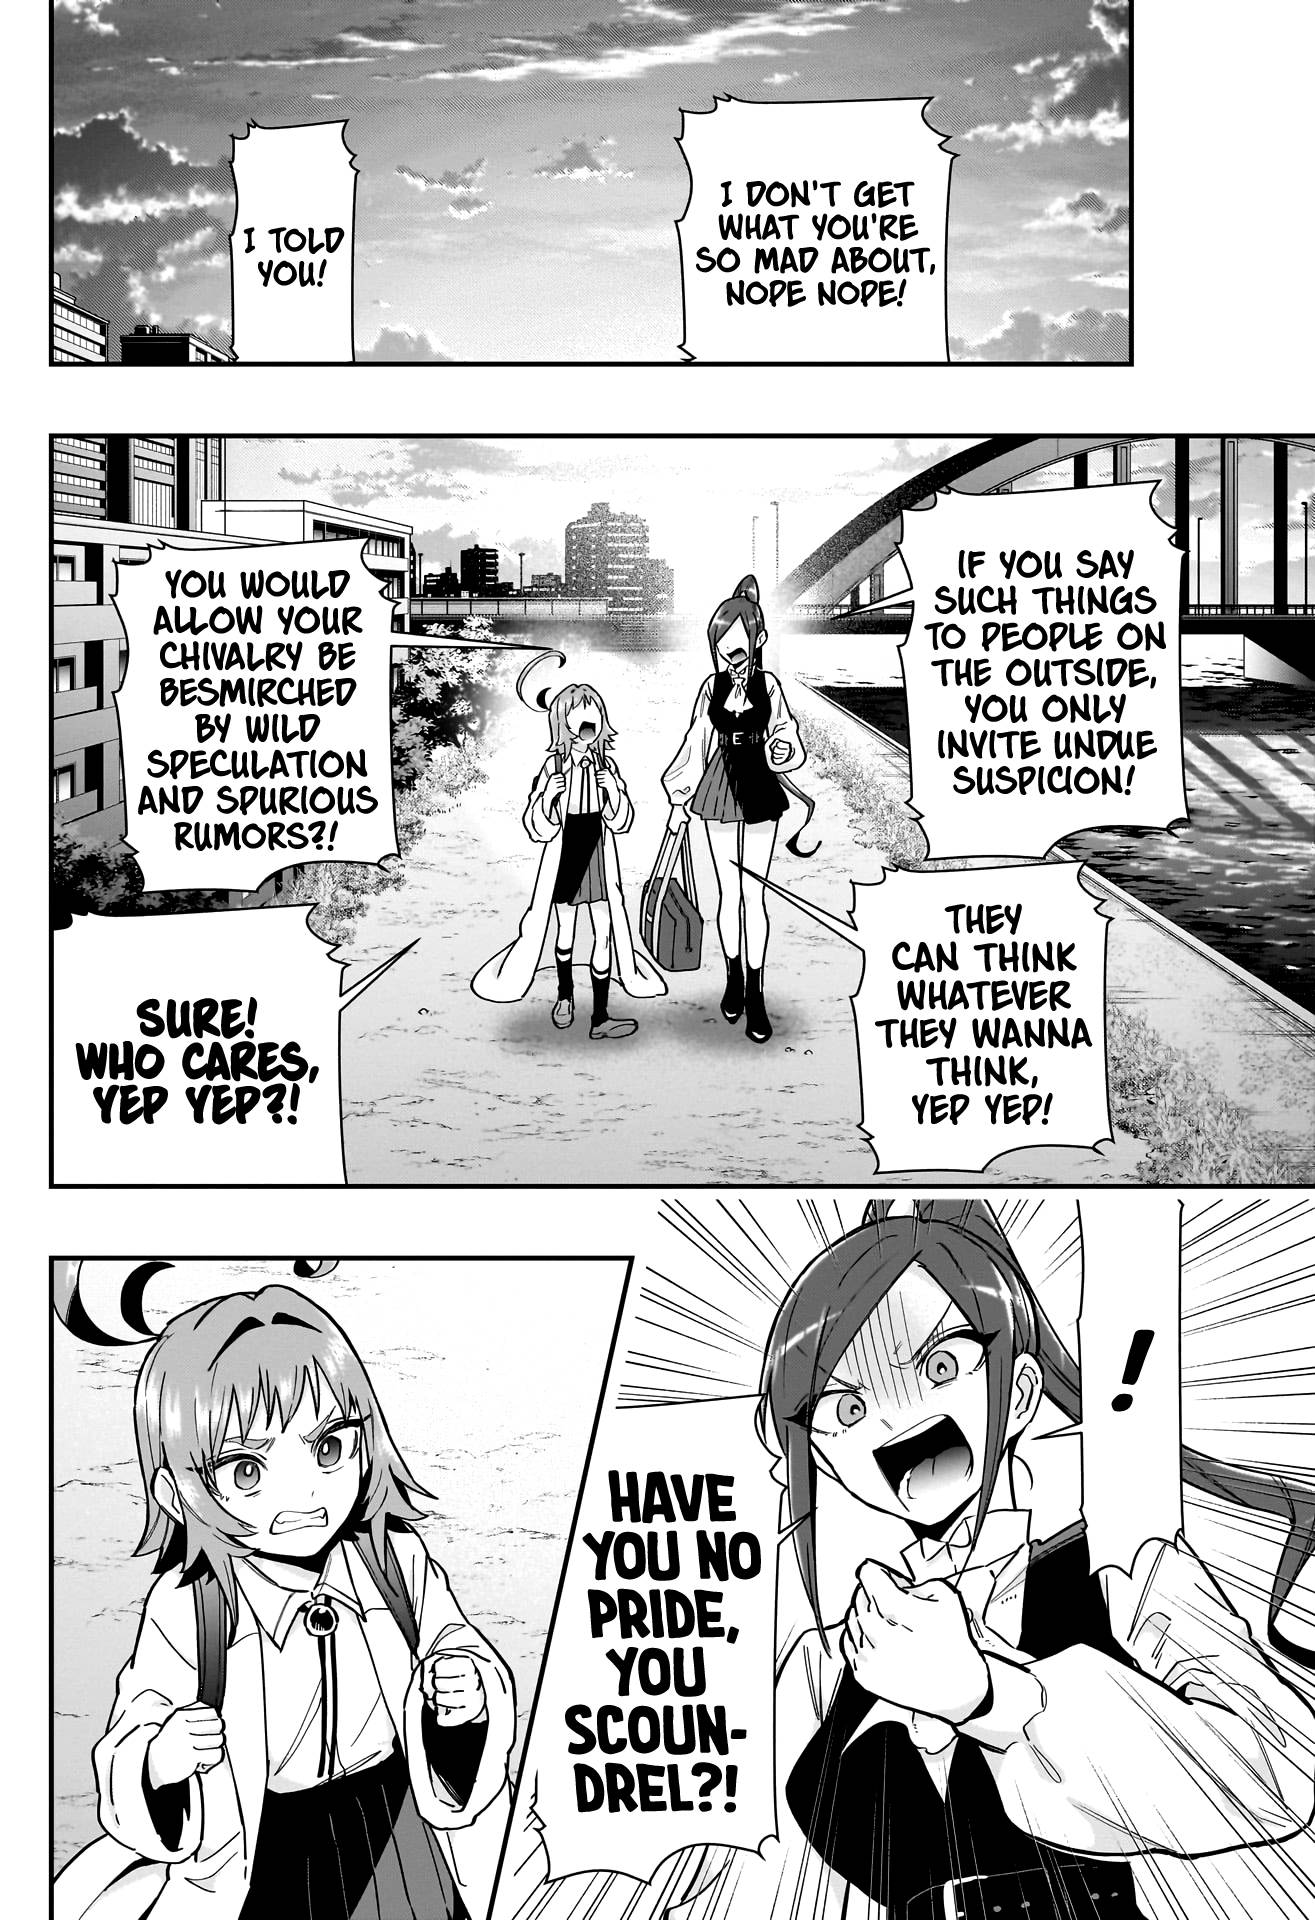 I DON'T GET
WHAT YOU'RE
SO MAD ABOUT,
NOPE NOPE!
I TOLD
YOU!
IF YOU SAY
SUCH THINGS
TO PEOPLE ON
THE OUTSIDE,
YOU ONLY
INVITE UNDUE
SUSPICION!
THEY
CAN THINK
WHATEVER
THEY WANNA
THINK,
YEP YEP!
YOU WOULD
ALLOW YOUR
CHIVALRY BE
BESMIRCHED
BY WILD
SPECULATION
AND SPURIOUS
RUMORS?!
SURE!
WHO CARES,
YEP YEP?!
!
HAVE
YOU NO
PRIDE,
YOU
SCOUN-
DREL?!